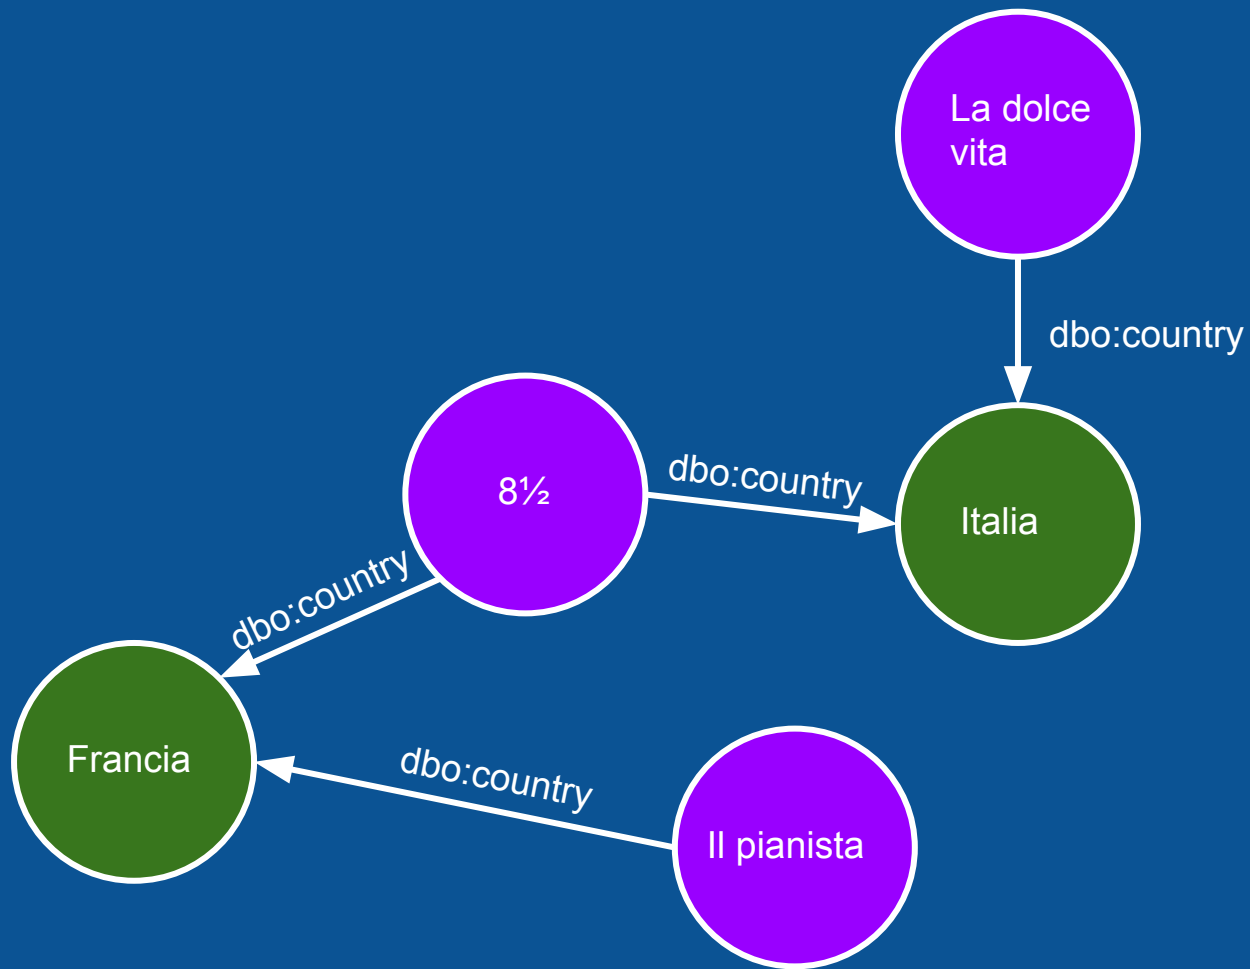 La dolce
vita
dbo:country
8½
dbo:country
Italia
dbo:country
Francia
dbo:country
Il pianista